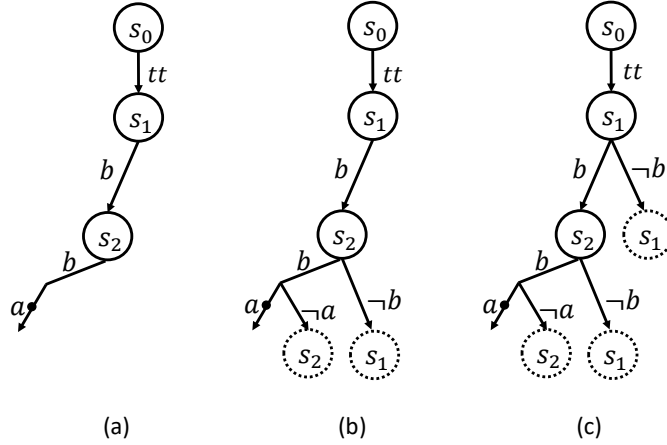 s₀ s₀ s₀
tt tt tt
s₁ s₁ s₁
b b b ¬b
s₂ s₂ s₂ s₁
b b b
a a ¬a ¬b a ¬a ¬b
s₂ s₁ s₂ s₁
(a) (b) (c)